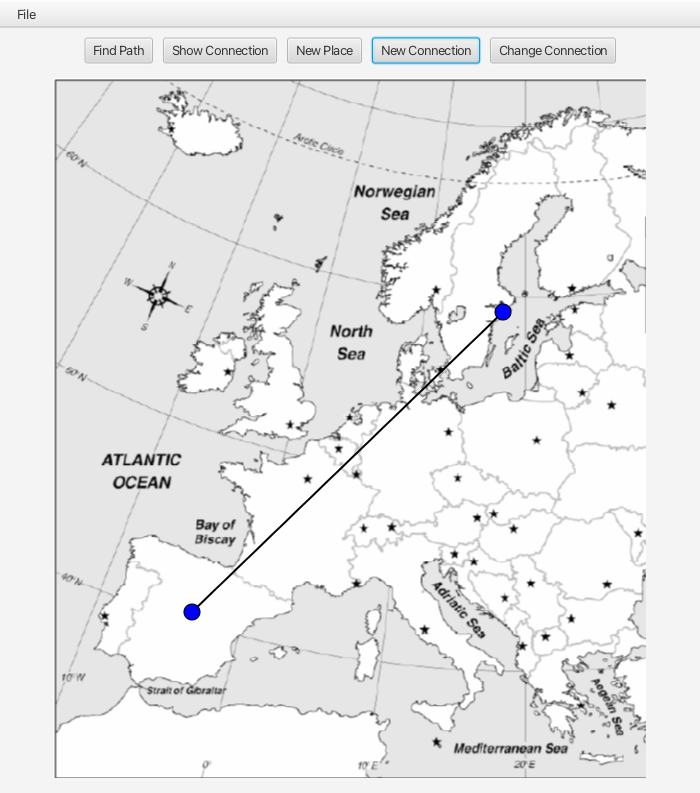 File
Find Path
Show Connection
New Place
New Connection
Change Connection
Arctic Circle
60°N
Norwegian
Sea
N
W
E
S
North
Sea
Baltic Sea
50°N
ATLANTIC
OCEAN
Bay of
Biscay
40°N
Adriatic Sea
10°W
Strait of Gibraltar
Aegean Sea
Mediterranean Sea
0°
10°E
20°E